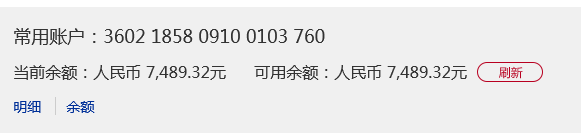 常用账户：3602 1858 0910 0103 760
当前余额：人民币 7,489.32元 可用余额：人民币 7,489.32元 刷新
明细 余额